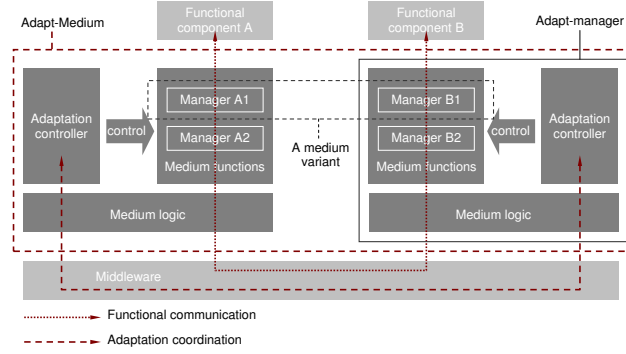 Functional
component A
Functional
component B
Adapt-Medium
Adapt-manager
Adaptation
controller
control
Manager A1
Manager A2
Medium functions
A medium
variant
Manager B1
Manager B2
Medium functions
control
Adaptation
controller
Medium logic
Medium logic
Middleware
Functional communication
Adaptation coordination